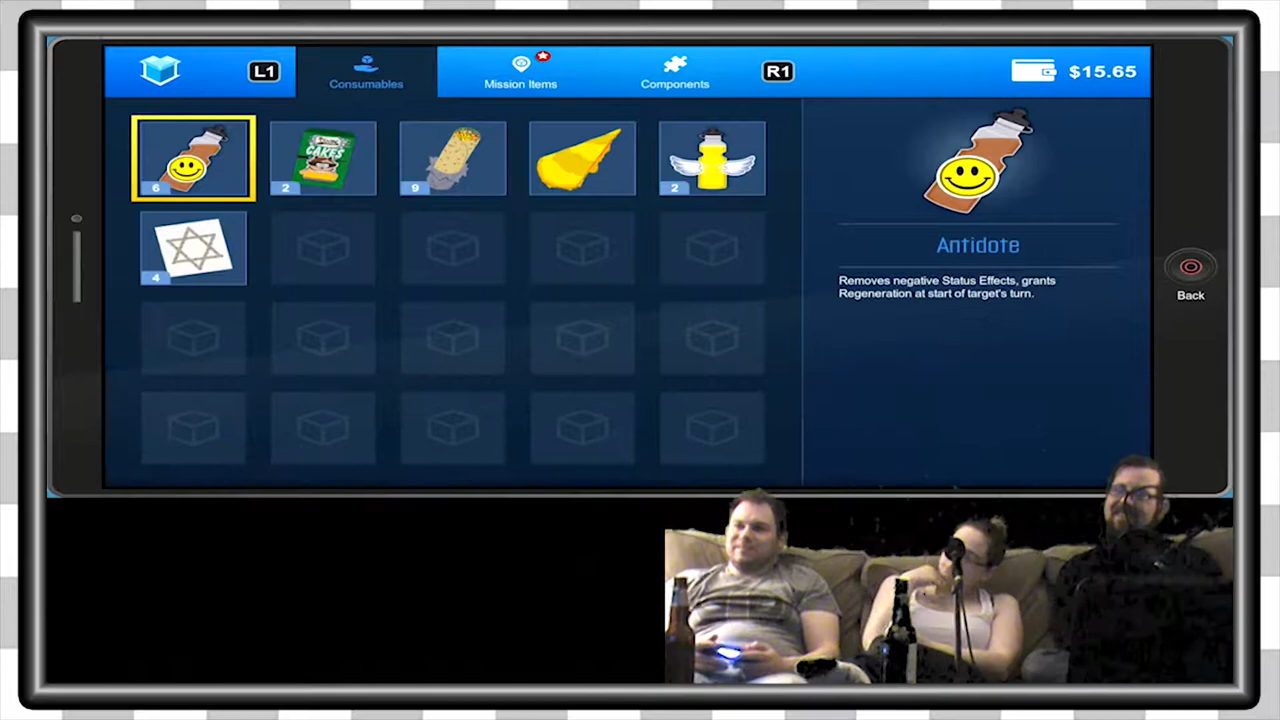 L1
Consumables
Mission Items
Components
R1
$15.65
6
2
9
2
CAKES
4
Antidote
Removes negative Status Effects, grants
Regeneration at start of target's turn.
Back